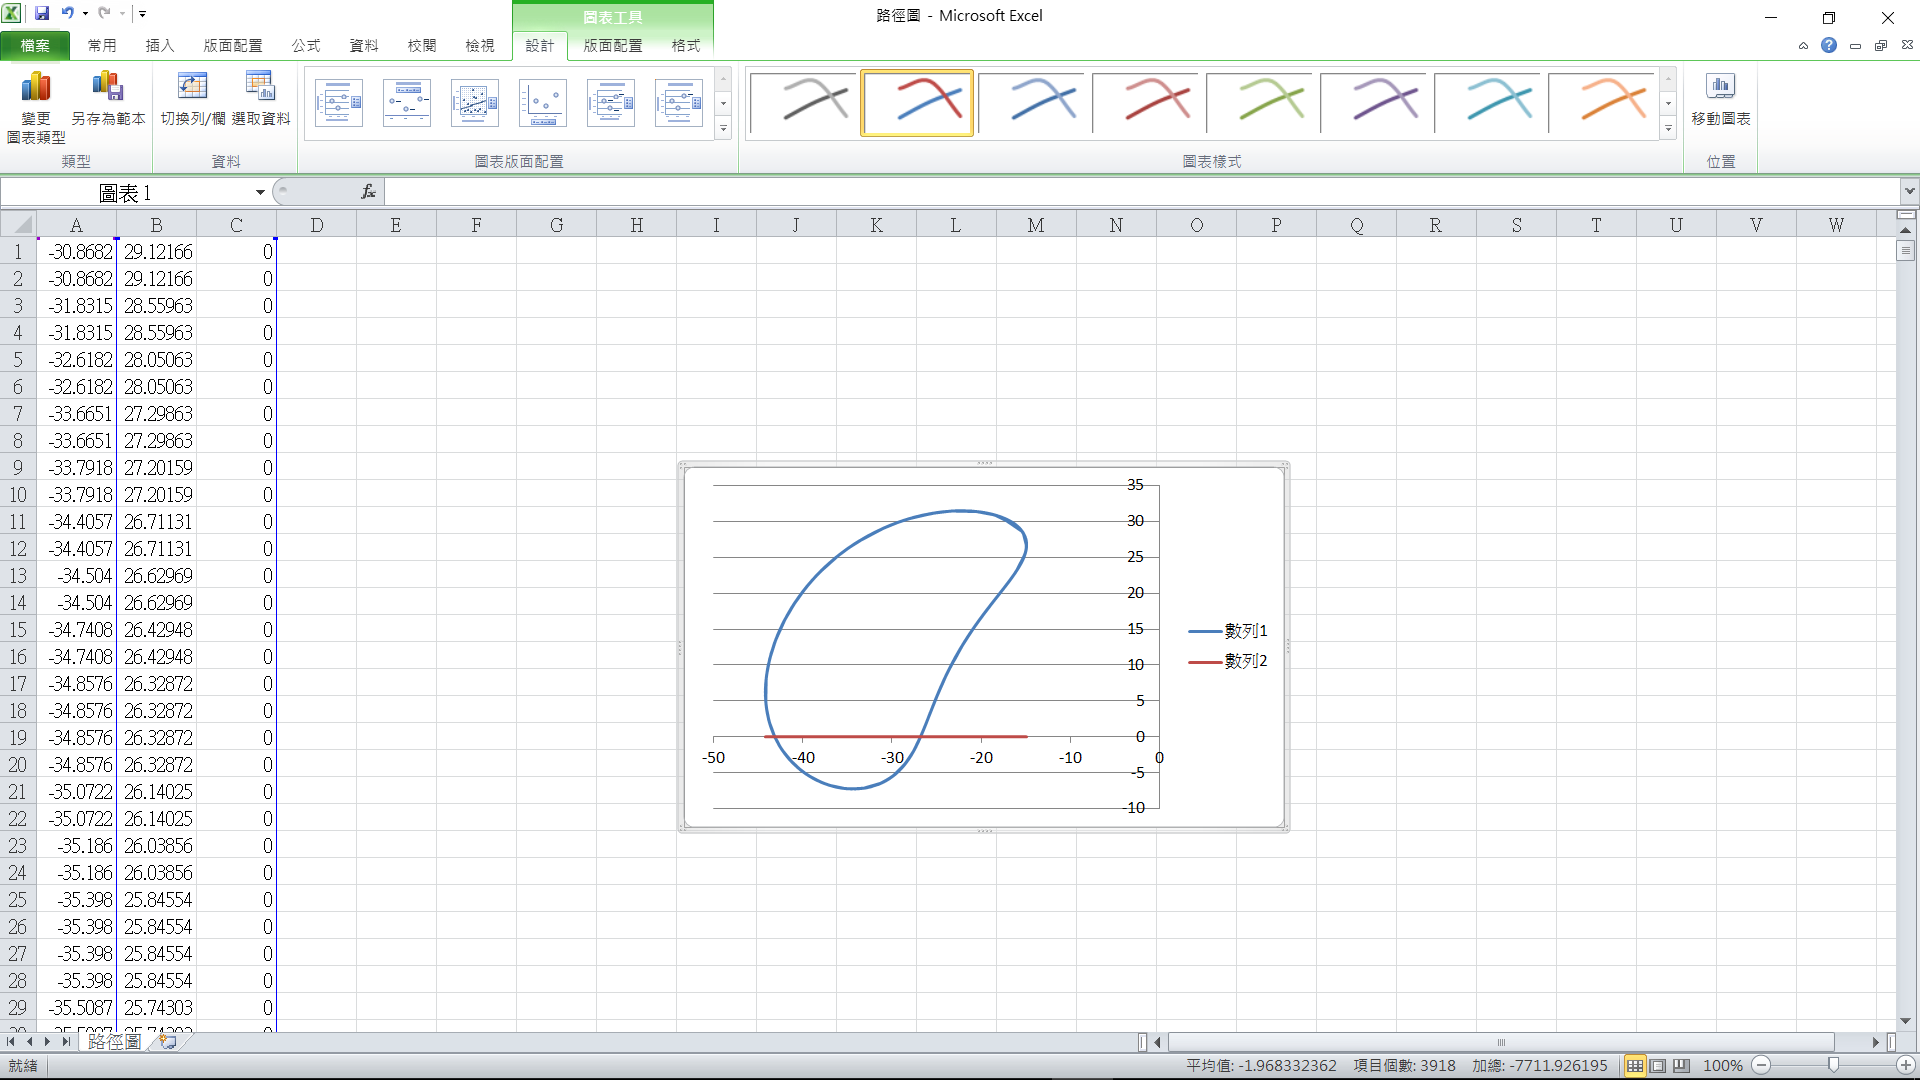 路徑圖 - Microsoft Excel
圖表工具
檔案 常用 插入 版面配置 公式 資料 校閱 檢視 設計 版面配置 格式
變更
圖表類型
另存為範本
切換列/欄
選取資料
移動圖表
類型 資料 圖表版面配置 圖表樣式 位置
圖表 1 fx
A B C D E F G H I J K L M N O P Q R S T U V W
1 -30.8682 29.12166 0
2 -30.8682 29.12166 0
3 -31.8315 28.55963 0
4 -31.8315 28.55963 0
5 -32.6182 28.05063 0
6 -32.6182 28.05063 0
7 -33.6651 27.29863 0
8 -33.6651 27.29863 0
9 -33.7918 27.20159 0
10 -33.7918 27.20159 0
11 -34.4057 26.71131 0
12 -34.4057 26.71131 0
13 -34.504 26.62969 0
14 -34.504 26.62969 0
15 -34.7408 26.42948 0
16 -34.7408 26.42948 0
17 -34.8576 26.32872 0
18 -34.8576 26.32872 0
19 -34.8576 26.32872 0
20 -34.8576 26.32872 0
21 -35.0722 26.14025 0
22 -35.0722 26.14025 0
23 -35.186 26.03856 0
24 -35.186 26.03856 0
25 -35.398 25.84554 0
26 -35.398 25.84554 0
27 -35.398 25.84554 0
28 -35.398 25.84554 0
29 -35.5087 25.74303 0
35
30
25
20
15
10
5
0
-5
-10
-50 -40 -30 -20 -10 0
數列1
數列2
路徑圖
就緒 平均值: -1.968332362 項目個數: 3918 加總: -7711.926195 100%